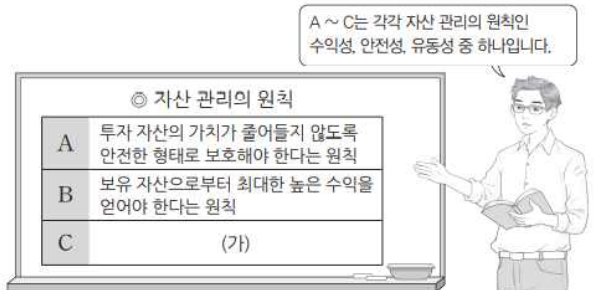 A ~ C는 각각 자산 관리의 원칙인
수익성, 안전성, 유동성 중 하나입니다.
◎ 자산 관리의 원칙
A
투자 자산의 가치가 줄어들지 않도록
안전한 형태로 보호해야 한다는 원칙
B
보유 자산으로부터 최대한 높은 수익을
얻어야 한다는 원칙
C
(가)